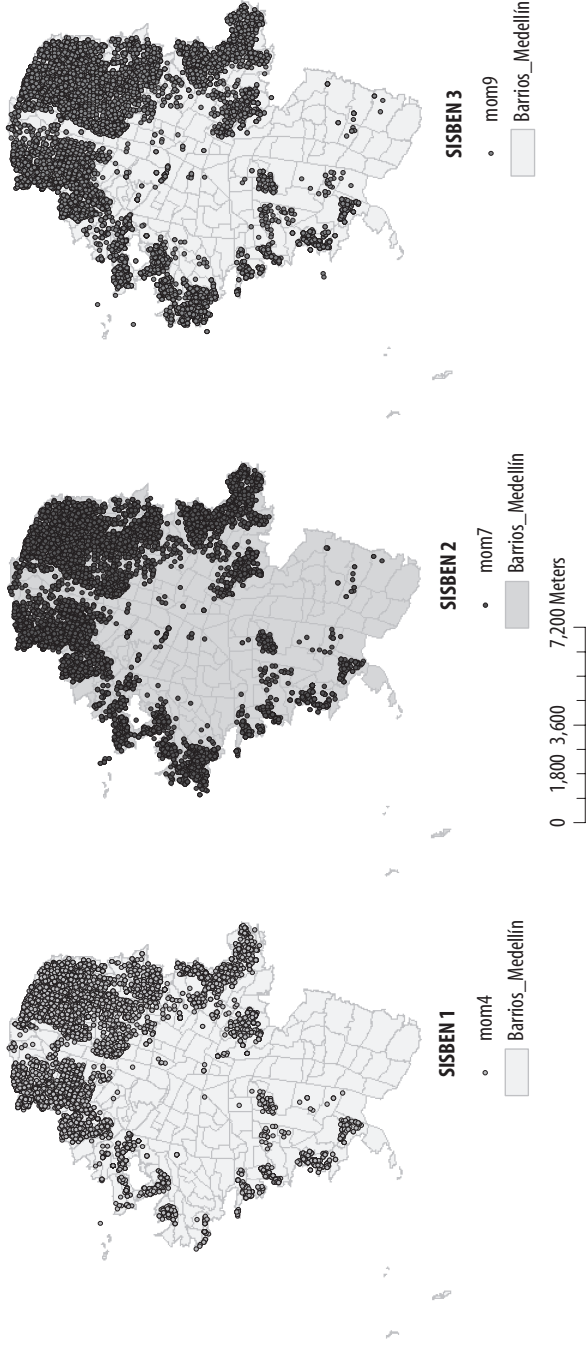 SISBEN 1
mom4
Barrios_Medellín
SISBEN 2
mom7
Barrios_Medellín
0 1,800 3,600 7,200 Meters
SISBEN 3
mom9
Barrios_Medellín